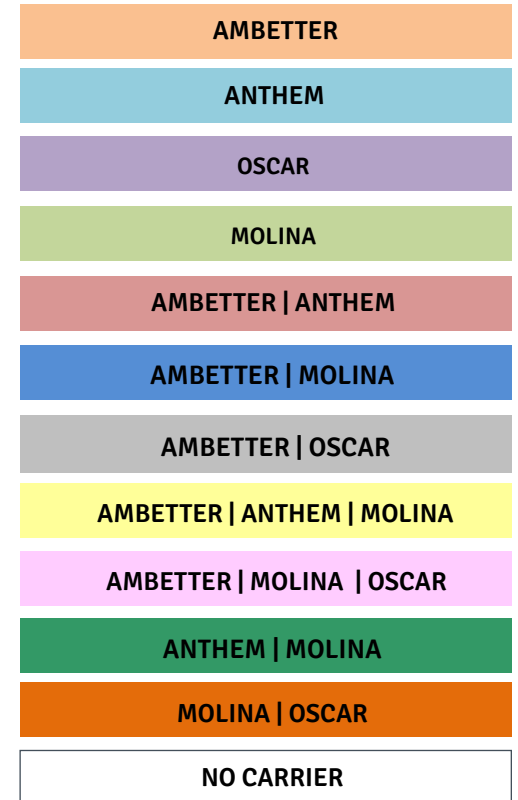 AMBETTER
ANTHEM
OSCAR
MOLINA
AMBETTER | ANTHEM
AMBETTER | MOLINA
AMBETTER | OSCAR
AMBETTER | ANTHEM | MOLINA
AMBETTER | MOLINA | OSCAR
ANTHEM | MOLINA
MOLINA | OSCAR
NO CARRIER